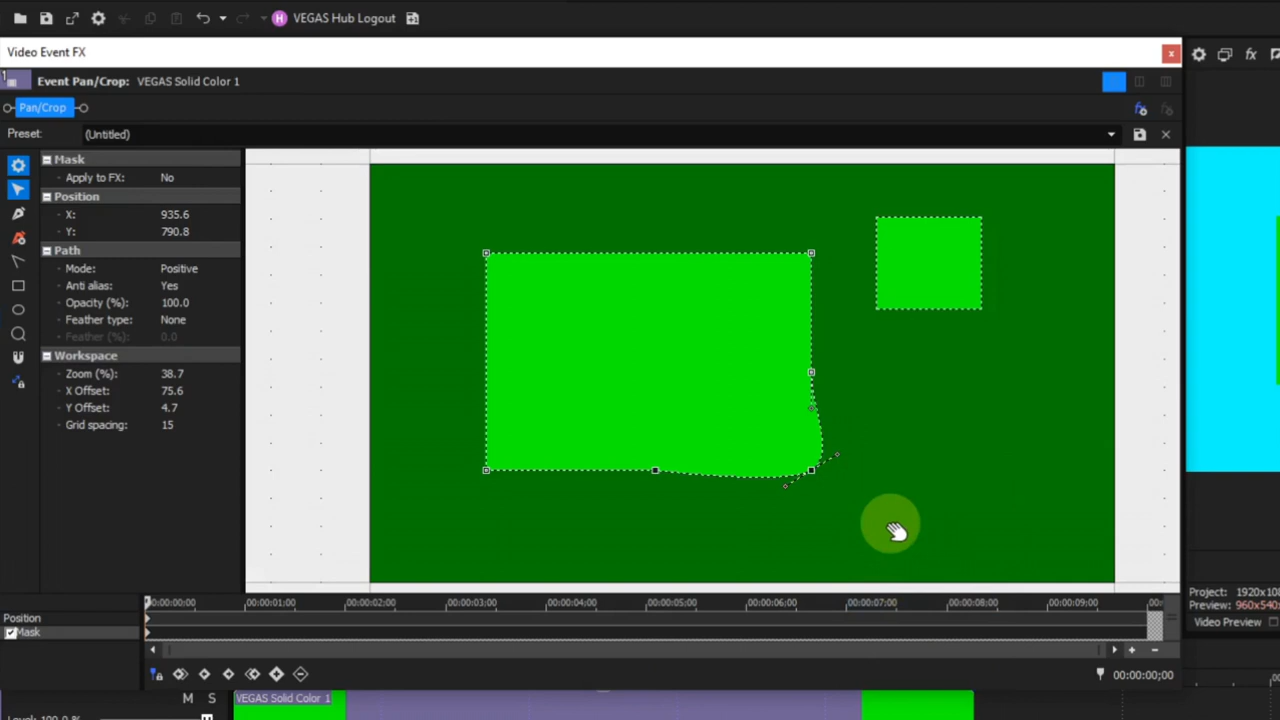 VEGAS Hub Logout
Video Event FX
Event Pan/Crop: VEGAS Solid Color 1
Pan/Crop
Preset: (Untitled)
Mask
Apply to FX: No
Position
X: 935.6
Y: 790.8
Path
Mode: Positive
Anti alias: Yes
Opacity (%): 100.0
Feather type: None
Feather (%): 0.0
Workspace
Zoom (%): 38.7
X Offset: 75.6
Y Offset: 4.7
Grid spacing: 15
00:00:01;00 00:00:02;00 00:00:03;00 00:00:04;00 00:00:05;00 00:00:06;00 00:00:07;00 00:00:08;00 00:00:09;00
Position
Mask
00:00:00;00
Project: 1920x108
Preview: 960x540
Video Preview
M S VEGAS Solid Color 1